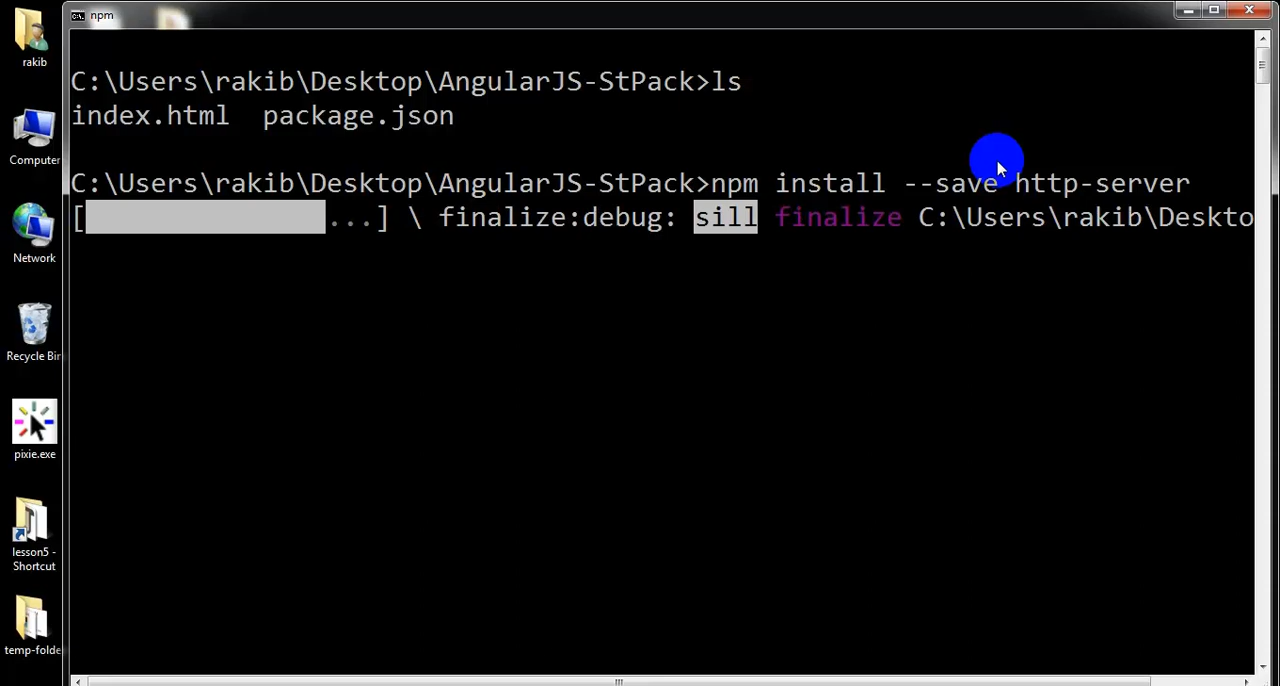 npm
rakib
Computer
Network
Recycle Bin
pixie.exe
lesson5 -
Shortcut
temp-folde
C:\Users\rakib\Desktop\AngularJS-StPack>ls
index.html  package.json
C:\Users\rakib\Desktop\AngularJS-StPack>npm install --save http-server
[...] \ finalize:debug: sill finalize C:\Users\rakib\Deskto